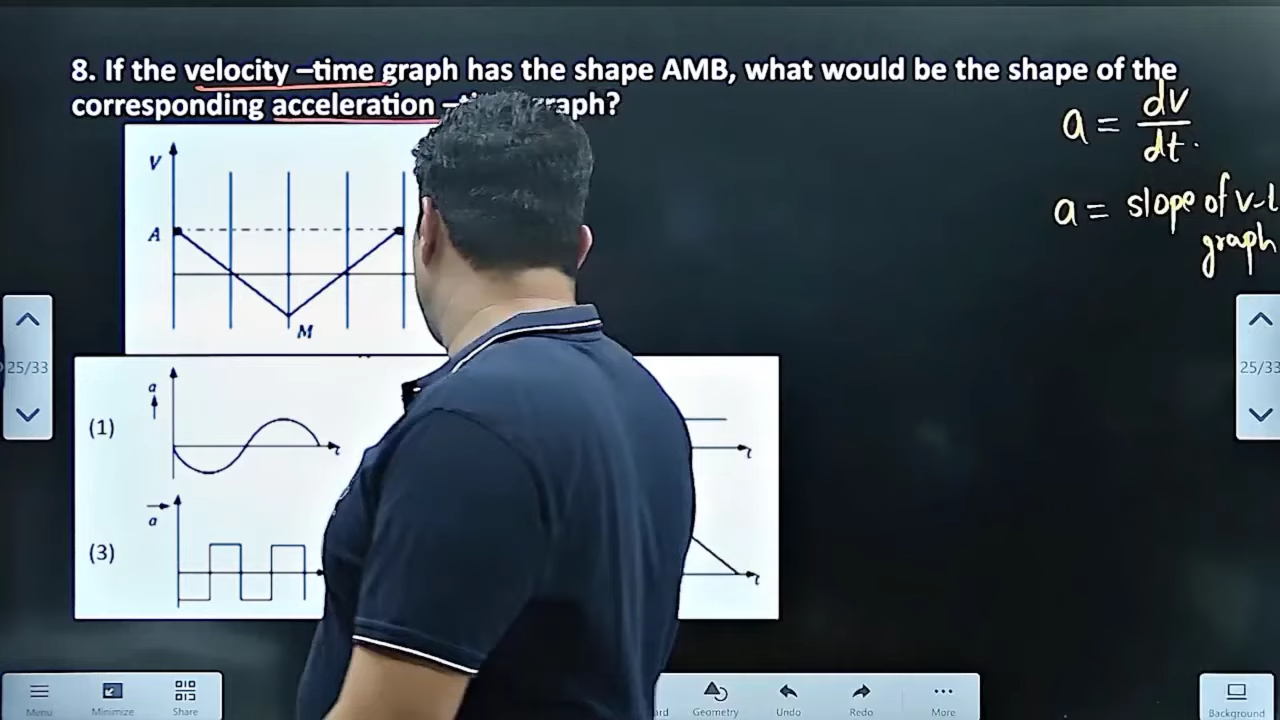 8. If the velocity –time graph has the shape AMB, what would be the shape of the
corresponding acceleration graph?
a = dv
dt.
a = slope of v-t
graph
V
A
M
25/33
25/33
(1)
a
t
t
(3)
a
t
Menu
Minimize
Share
Geometry
Undo
Redo
More
Background